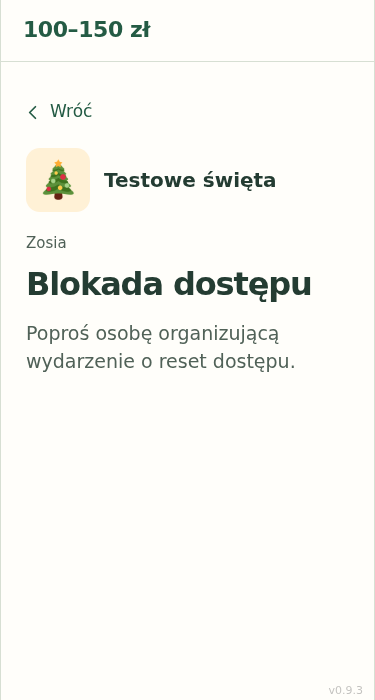 100–150 zł
Wróć
Testowe święta
Zosia
Blokada dostępu
Poproś osobę organizującą
wydarzenie o reset dostępu.
v0.9.3